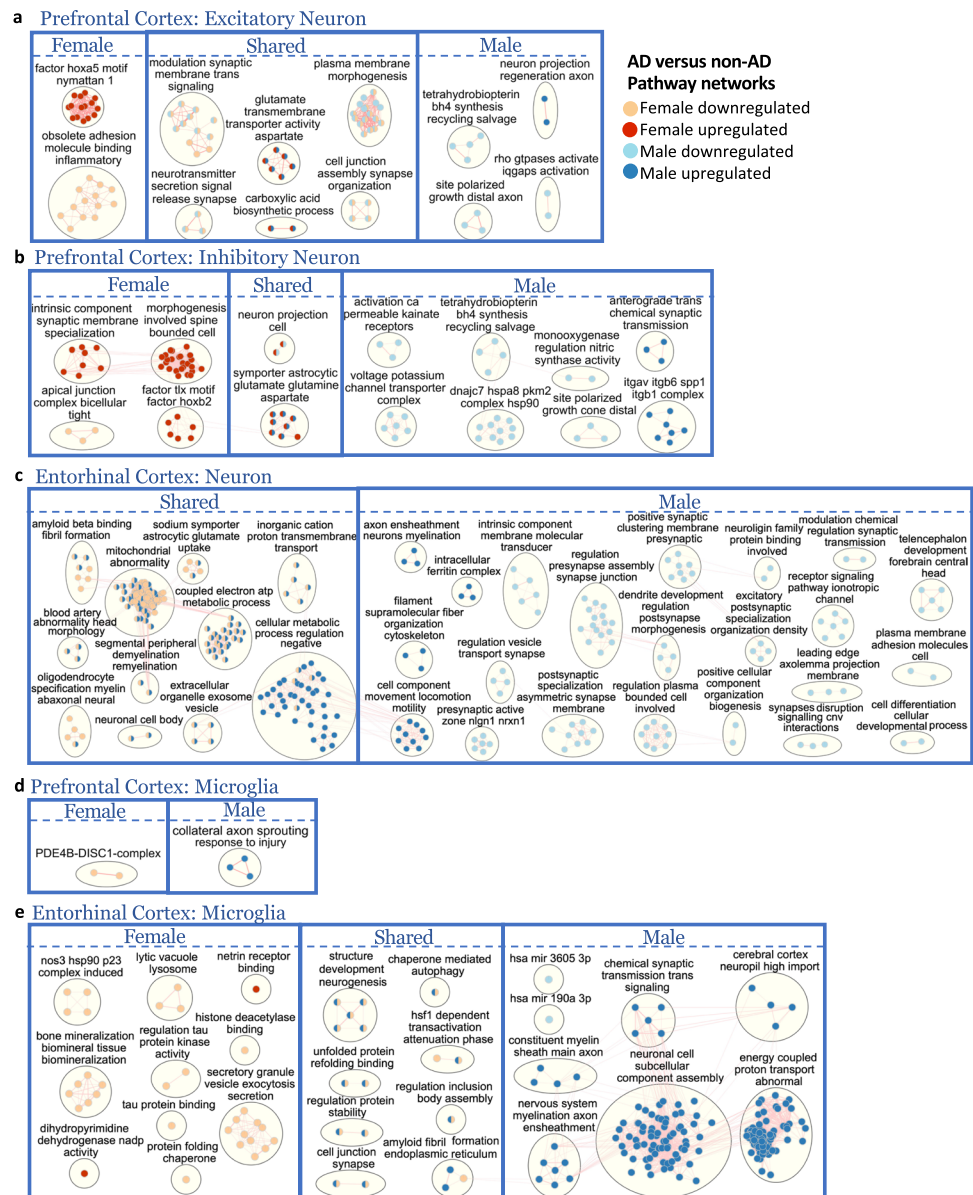 a Prefrontal Cortex: Excitatory Neuron
Female
factor hoxa5 motif
nymattan 1
obsolete adhesion
molecule binding
inflammatory
Shared
modulation synaptic
membrane trans
signaling
glutamate
transmembrane
transporter activity
aspartate
plasma membrane
morphogenesis
neurotransmitter
secretion signal
release synapse
carboxylic acid
biosynthetic process
cell junction
assembly synapse
organization
Male
neuron projection
regeneration axon
tetrahydrobiopterin
bh4 synthesis
recycling salvage
rho gtpases activate
iqgaps activation
site polarized
growth distal axon
AD versus non-AD
Pathway networks
Female downregulated
Female upregulated
Male downregulated
Male upregulated
b Prefrontal Cortex: Inhibitory Neuron
Female
intrinsic component
synaptic membrane
specialization
morphogenesis
involved spine
bounded cell
apical junction
complex bicellular
tight
factor tlx motif
factor hoxb2
Shared
neuron projection
cell
symporter astrocytic
glutamate glutamine
aspartate
Male
activation ca
permeable kainate
receptors
tetrahydrobiopterin
bh4 synthesis
recycling salvage
monooxygenase
regulation nitric
synthase activity
anterograde trans
chemical synaptic
transmission
voltage potassium
channel transporter
complex
dnajc7 hspa8 pkm2
complex hsp90
site polarized
growth cone distal
itgav itgb6 spp1
itgb1 complex
c Entorhinal Cortex: Neuron
Shared
amyloid beta binding
fibril formation
mitochondrial
abnormality
sodium symporter
astrocytic glutamate
uptake
inorganic cation
proton transmembrane
transport
coupled electron atp
metabolic process
blood artery
abnormality head
morphology
segmental peripheral
demyelination
remyelination
cellular metabolic
process regulation
negative
oligodendrocyte
specification myelin
abaxonal neural
neuronal cell body
extracellular
organelle exosome
vesicle
Male
axon ensheathment
neurons myelination
intracellular
ferritin complex
intrinsic component
membrane molecular
transducer
regulation
presynapse assembly
synapse junction
positive synaptic
clustering membrane
presynaptic
neuroligin family
protein binding
involved
modulation chemical
regulation synaptic
transmission
telencephalon
development
forebrain central
head
filament
supramolecular fiber
organization
cytoskeleton
regulation vesicle
transport synapse
dendrite development
regulation
postsynapse
morphogenesis
excitatory
postsynaptic
specialization
organization density
receptor signaling
pathway ionotropic
channel
leading edge
axolemma projection
membrane
plasma membrane
adhesion molecules
cell
cell component
movement locomotion
motility
presynaptic active
zone nlgn1 nrxn1
postsynaptic
specialization
asymmetric synapse
membrane
regulation plasma
bounded cell
involved
positive cellular
component
organization
biogenesis
synapses disruption
signalling cnv
interactions
cell differentiation
cellular
developmental process
d Prefrontal Cortex: Microglia
Female
PDE4B-DISC1-complex
Male
collateral axon sprouting
response to injury
e Entorhinal Cortex: Microglia
Female
nos3 hsp90 p23
complex induced
lytic vacuole
lysosome
netrin receptor
binding
bone mineralization
biomineral tissue
biomineralization
regulation tau
protein kinase
activity
histone deacetylase
binding
secretory granule
vesicle exocytosis
secretion
tau protein binding
dihydropyrimidine
dehydrogenase nadp
activity
protein folding
chaperone
Shared
structure
development
neurogenesis
chaperone mediated
autophagy
hsf1 dependent
transactivation
attenuation phase
unfolded protein
refolding binding
regulation protein
stability
regulation inclusion
body assembly
cell junction
synapse
amyloid fibril formation
endoplasmic reticulum
Male
hsa mir 3605 3p
hsa mir 190a 3p
chemical synaptic
transmission trans
signaling
cerebral cortex
neuropil high import
constituent myelin
sheath main axon
neuronal cell
subcellular
component assembly
energy coupled
proton transport
abnormal
nervous system
myelination axon
ensheathment